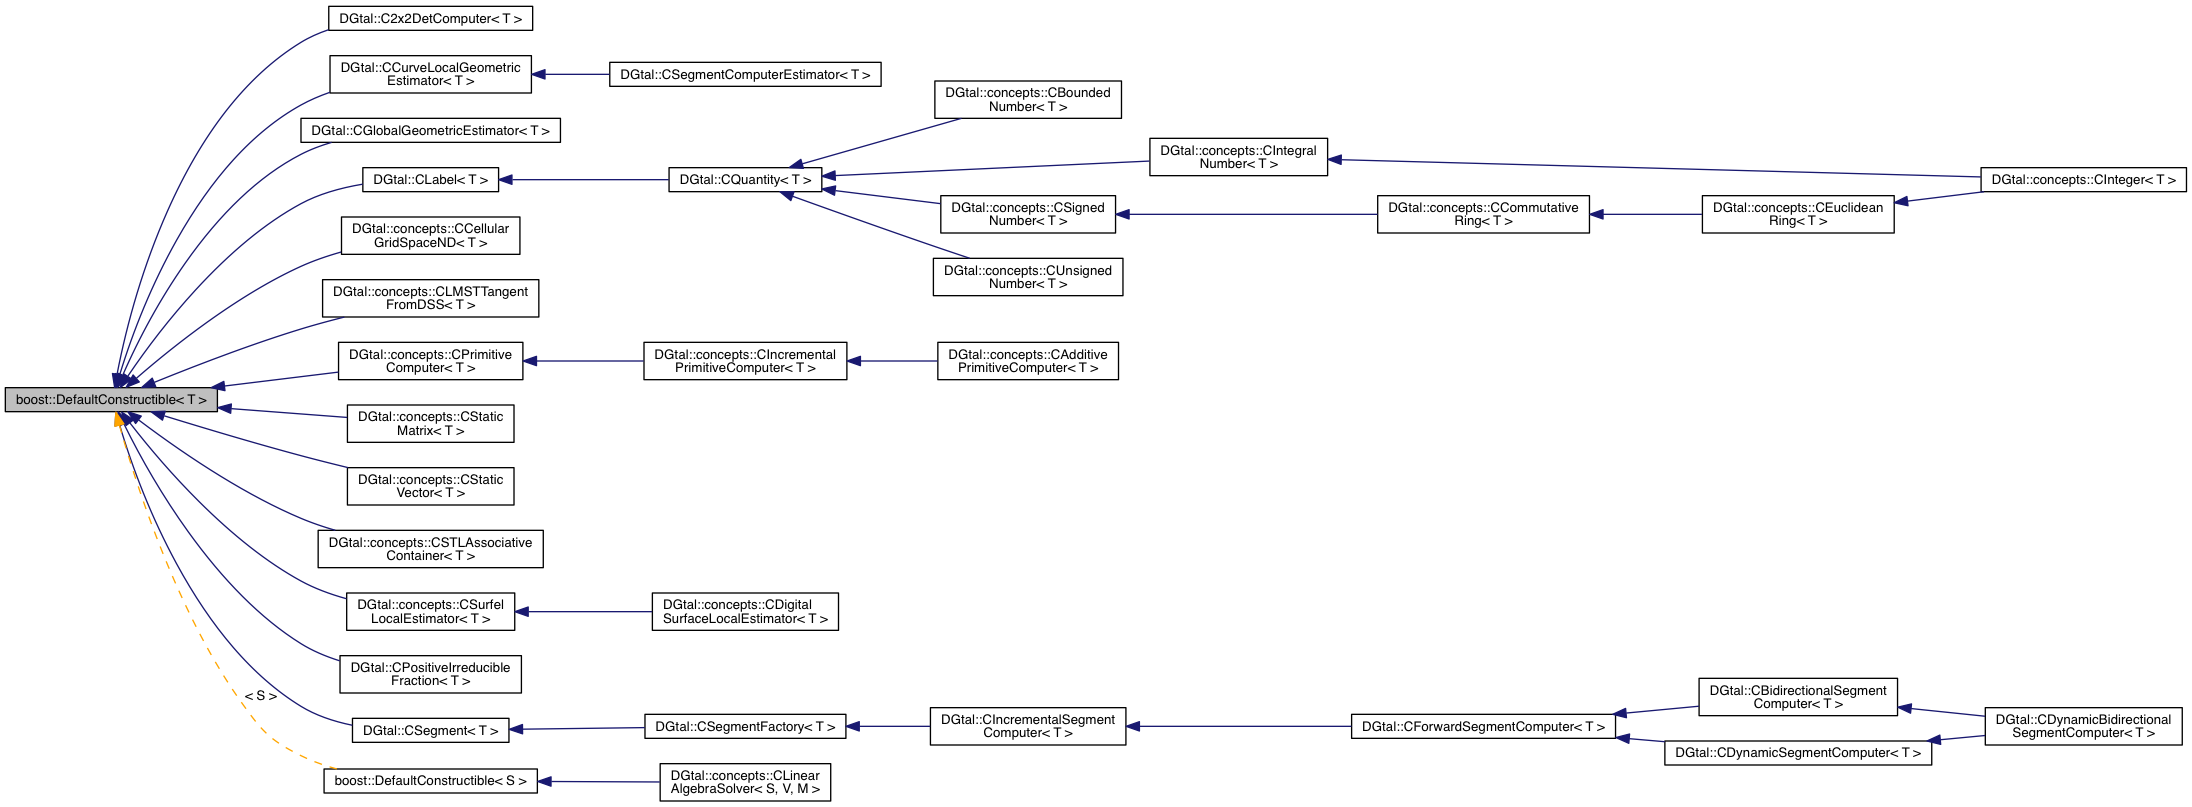 DGtal::C2x2DetComputer< T >
DGtal::CCurveLocalGeometric
Estimator< T >
DGtal::CSegmentComputerEstimator< T >
DGtal::concepts::CBounded
Number< T >
DGtal::CGlobalGeometricEstimator< T >
DGtal::concepts::CIntegral
Number< T >
DGtal::CLabel< T >
DGtal::CQuantity< T >
DGtal::concepts::CInteger< T >
DGtal::concepts::CSigned
Number< T >
DGtal::concepts::CCommutative
Ring< T >
DGtal::concepts::CEuclidean
Ring< T >
DGtal::concepts::CCellular
GridSpaceND< T >
DGtal::concepts::CUnsigned
Number< T >
DGtal::concepts::CLMSTTangent
FromDSS< T >
DGtal::concepts::CPrimitive
Computer< T >
DGtal::concepts::CIncremental
PrimitiveComputer< T >
DGtal::concepts::CAdditive
PrimitiveComputer< T >
boost::DefaultConstructible< T >
DGtal::concepts::CStatic
Matrix< T >
DGtal::concepts::CStatic
Vector< T >
DGtal::concepts::CSTLAssociative
Container< T >
DGtal::concepts::CSurfel
LocalEstimator< T >
DGtal::concepts::CDigital
SurfaceLocalEstimator< T >
DGtal::CPositiveIrreducible
Fraction< T >
< S >
DGtal::CSegment< T >
DGtal::CSegmentFactory< T >
DGtal::CIncrementalSegment
Computer< T >
DGtal::CForwardSegmentComputer< T >
DGtal::CBidirectionalSegment
Computer< T >
DGtal::CDynamicSegmentComputer< T >
DGtal::CDynamicBidirectional
SegmentComputer< T >
boost::DefaultConstructible< S >
DGtal::concepts::CLinear
AlgebraSolver< S, V, M >